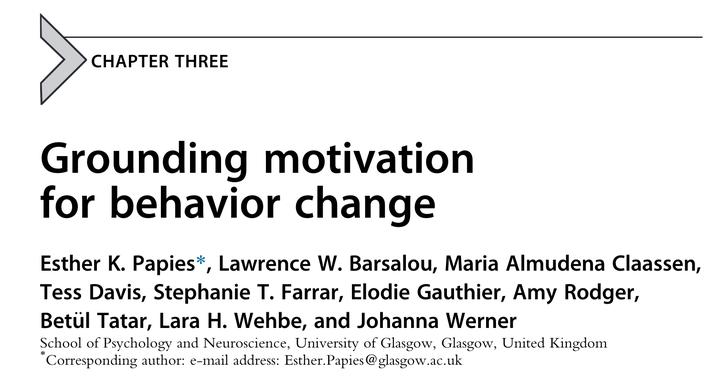 CHAPTER THREE
Grounding motivation
for behavior change
Esther K. Papies*, Lawrence W. Barsalou, Maria Almudena Claassen,
Tess Davis, Stephanie T. Farrar, Elodie Gauthier, Amy Rodger,
Betül Tatar, Lara H. Wehbe, and Johanna Werner
School of Psychology and Neuroscience, University of Glasgow, Glasgow, United Kingdom
*Corresponding author: e-mail address: Esther.Papies@glasgow.ac.uk